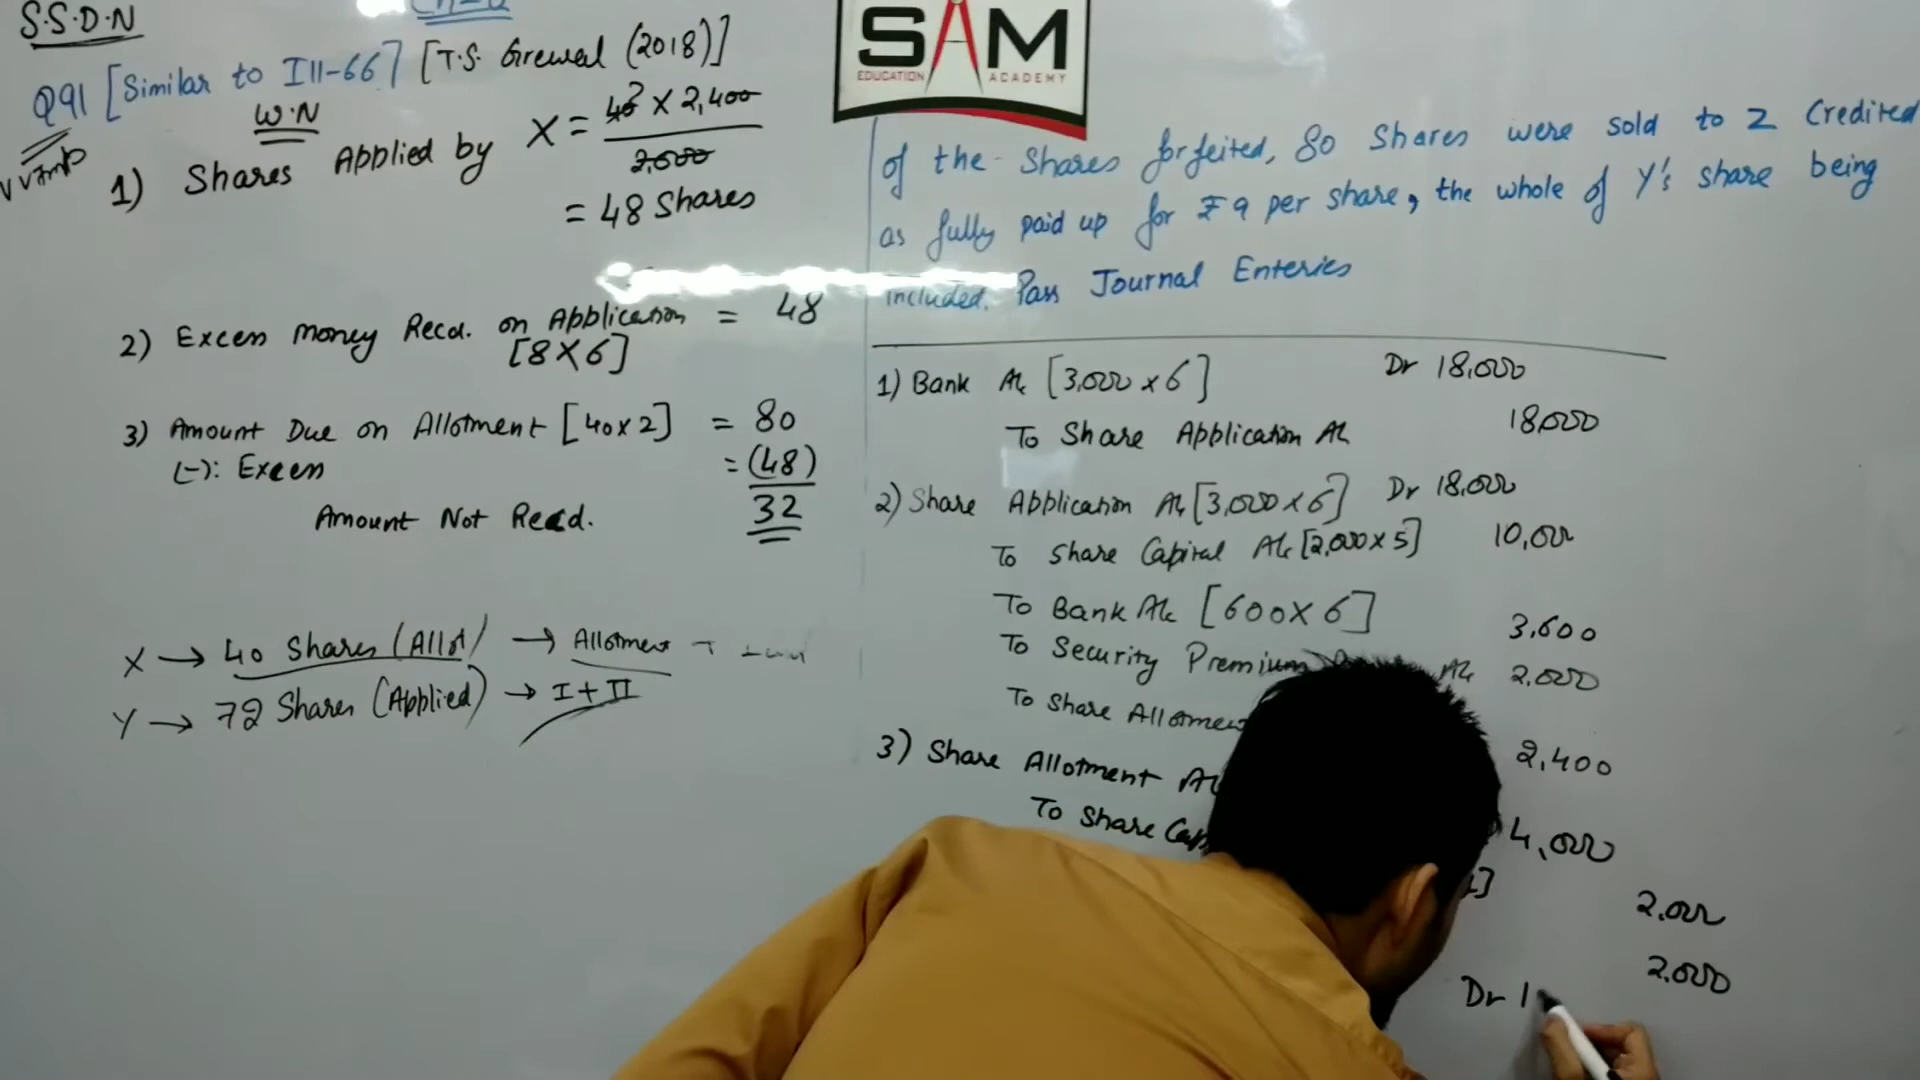 S.S.D.N
Q91 [Similar to Ill-66] [T.S. Grewal (2018)]
W.N
VVImp
1) Shares Applied by X = 40 x 2,400
2,000
= 48 Shares
2) Excess Money Recd. on Application = 48
[8 X 6]
3) Amount Due on Allotment [40 x 2] = 80
(-): Excess = (48)
Amount Not Recd. 32
X → 40 Shares (Allot) → Allotment
Y → 72 Shares (Applied) → I + II
SAM
EDUCATION ACADEMY
of the Shares forfeited, 80 Shares were sold to Z Credited
as fully paid up for ₹ 9 per share, the whole of Y's share being
included. Pass Journal Enteries
1) Bank A/c [3,000 x 6] Dr 18,000
To Share Application A/c 18,000
2) Share Application A/c [3,000 x 6] Dr 18,000
To Share Capital A/c [2,000 x 5] 10,000
To Bank A/c [600 X 6] 3,600
To Security Premium A/c 2,000
To Share Allotment 2,400
3) Share Allotment A/c 4,000
To Share Cap 2,000
2,000
Dr 1